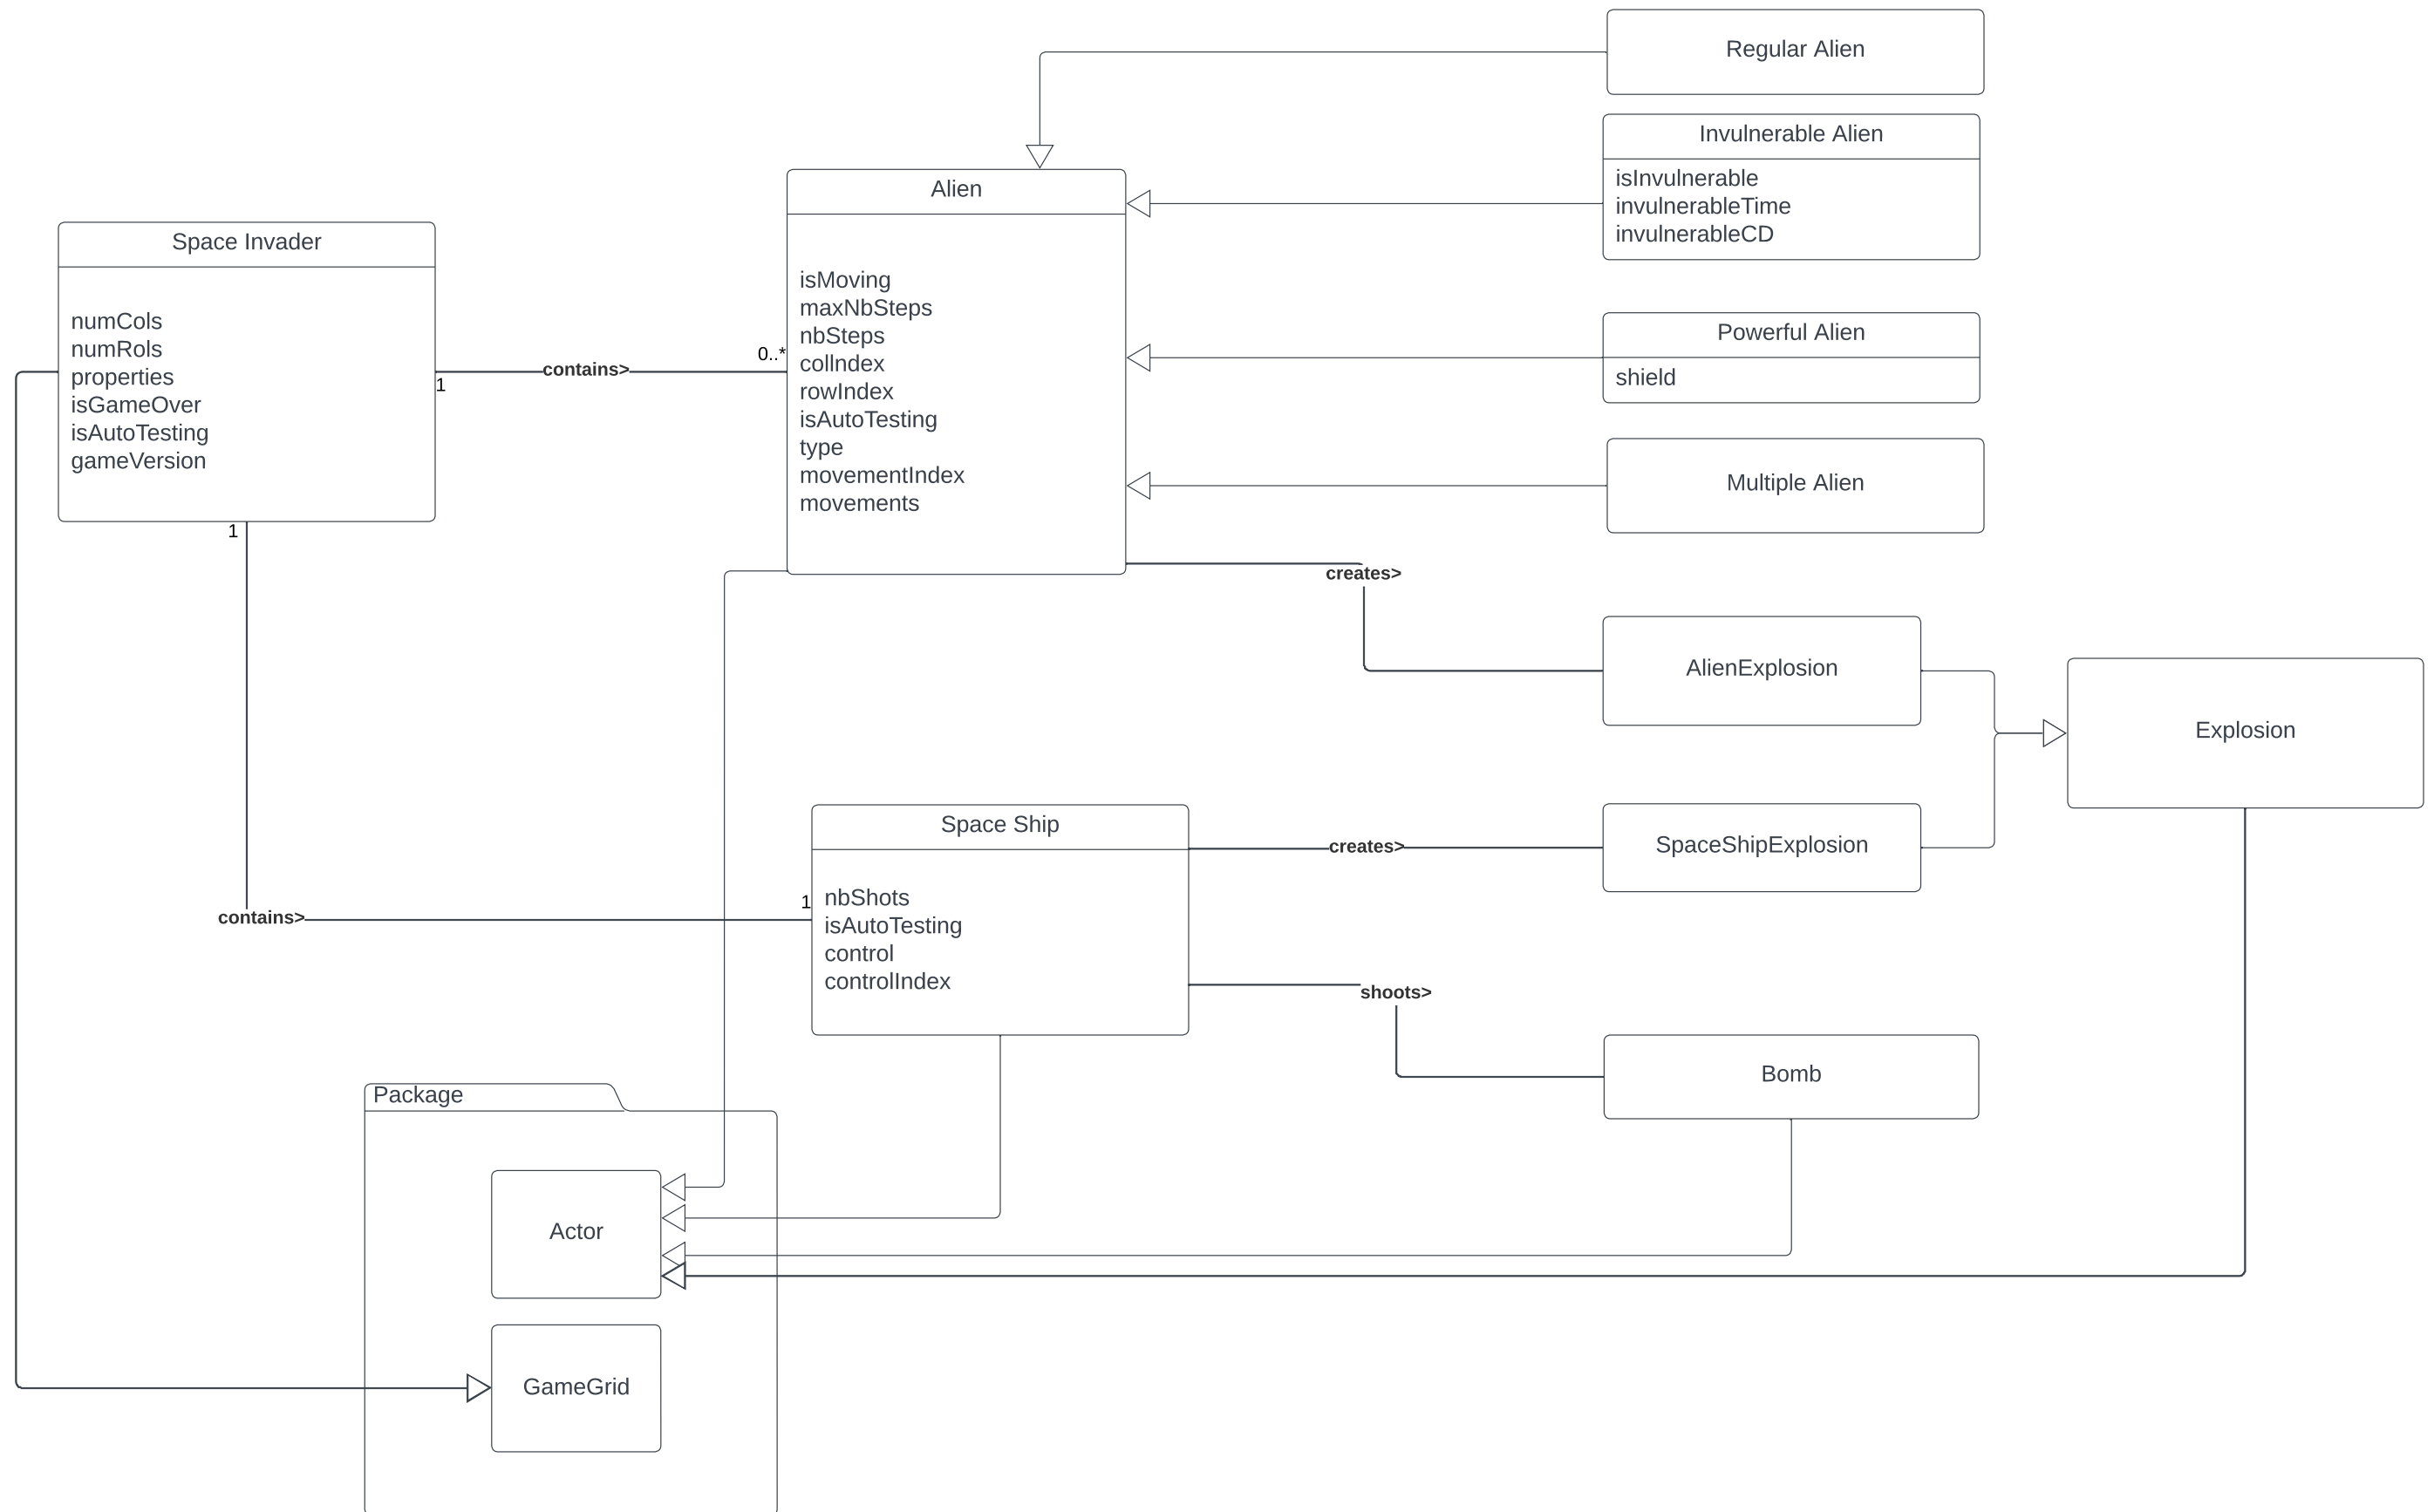 Regular Alien
Invulnerable Alien
isInvulnerable
invulnerableTime
invulnerableCD
Alien
isMoving
maxNbSteps
nbSteps
colIndex
rowIndex
isAutoTesting
type
movementIndex
movements
Space Invader
numCols
numRols
properties
isGameOver
isAutoTesting
gameVersion
contains>
1
0..*
Powerful Alien
shield
Multiple Alien
1
creates>
AlienExplosion
Explosion
Space Ship
nbShots
isAutoTesting
control
controlIndex
creates>
SpaceShipExplosion
contains>
1
shoots>
Bomb
Package
Actor
GameGrid